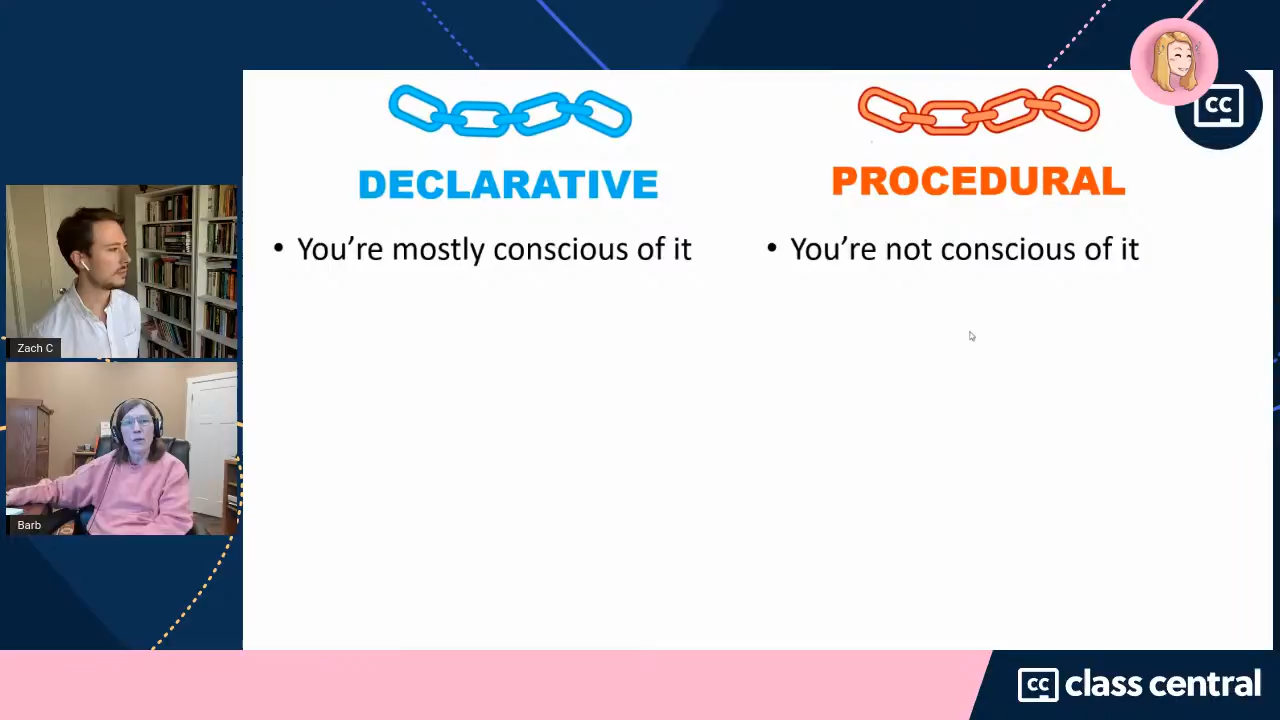 DECLARATIVE
• You’re mostly conscious of it
PROCEDURAL
• You’re not conscious of it
CC
Zach C
Barb
CC class central